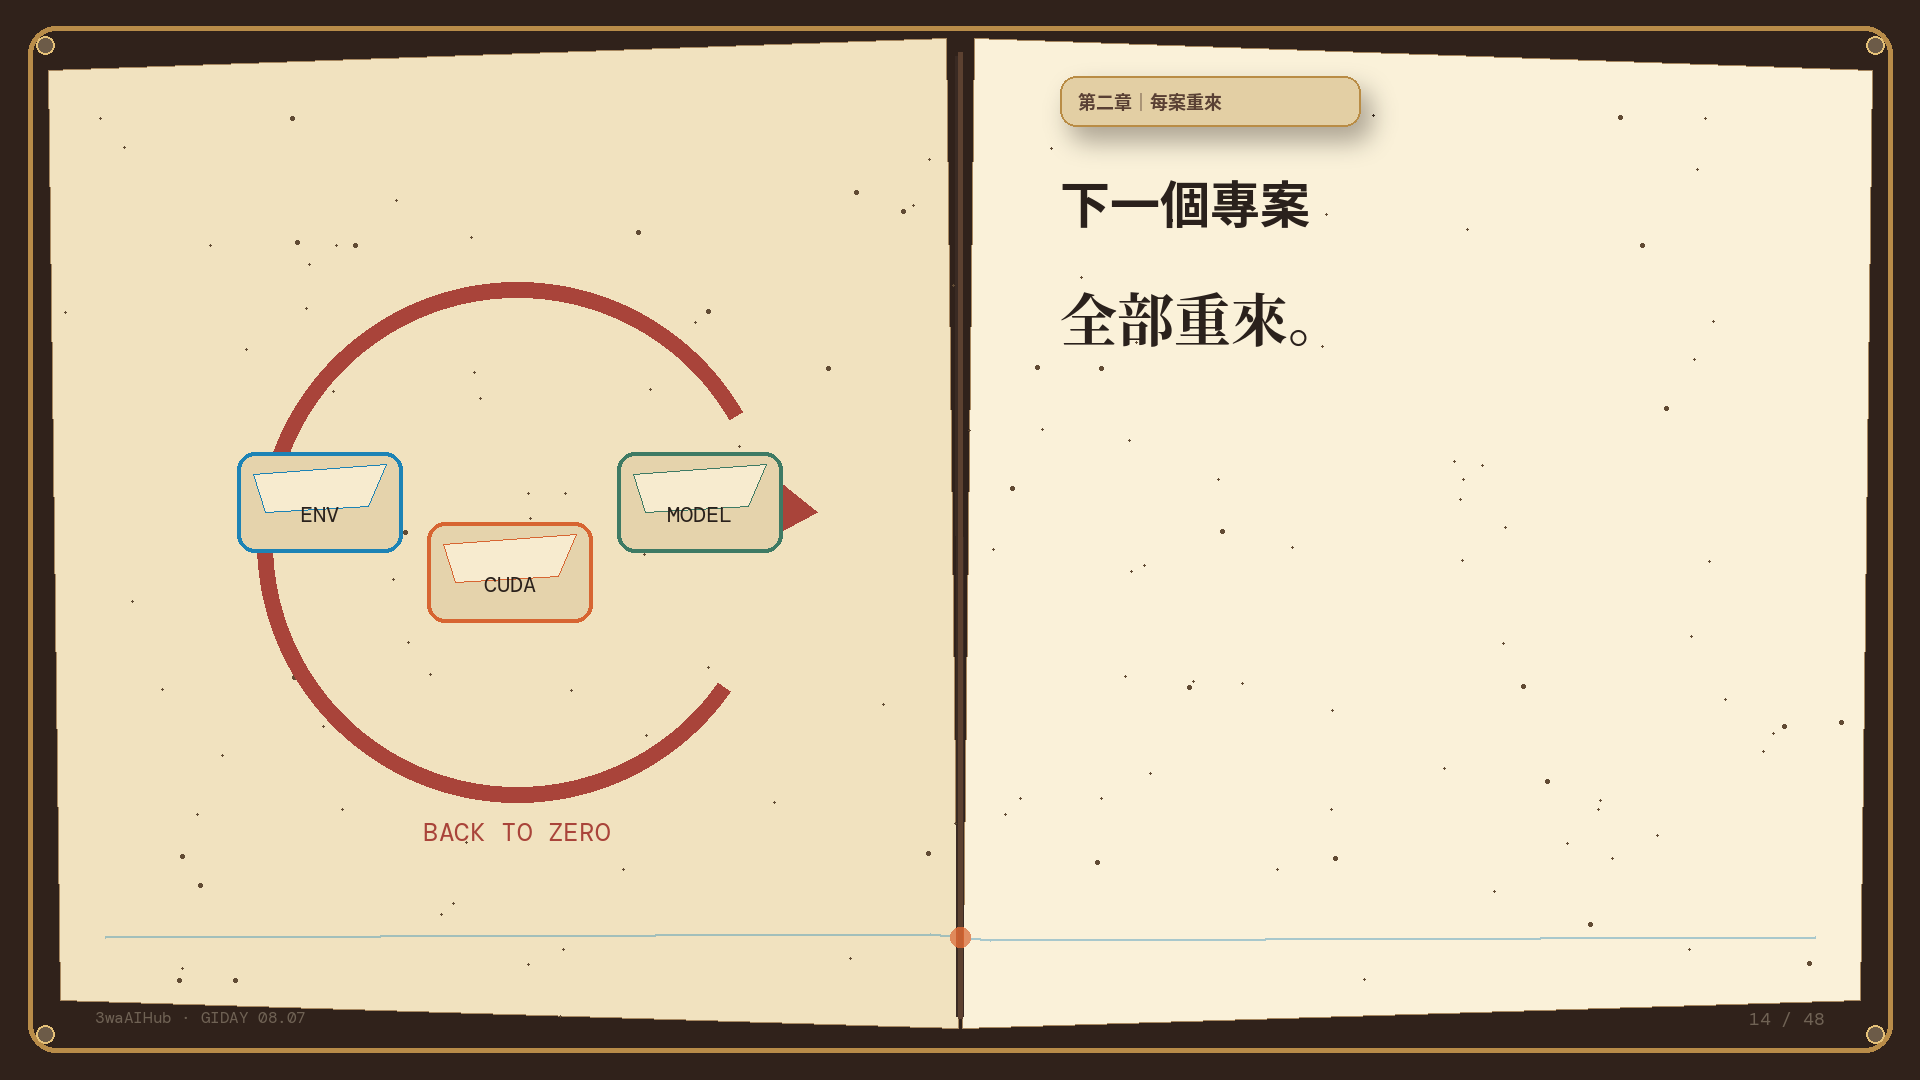 ENV
MODEL
CUDA
BACK TO ZERO
第二章｜每案重來
下一個專案
全部重來。
3waAIHub · GIDAY 08.07
14 / 48